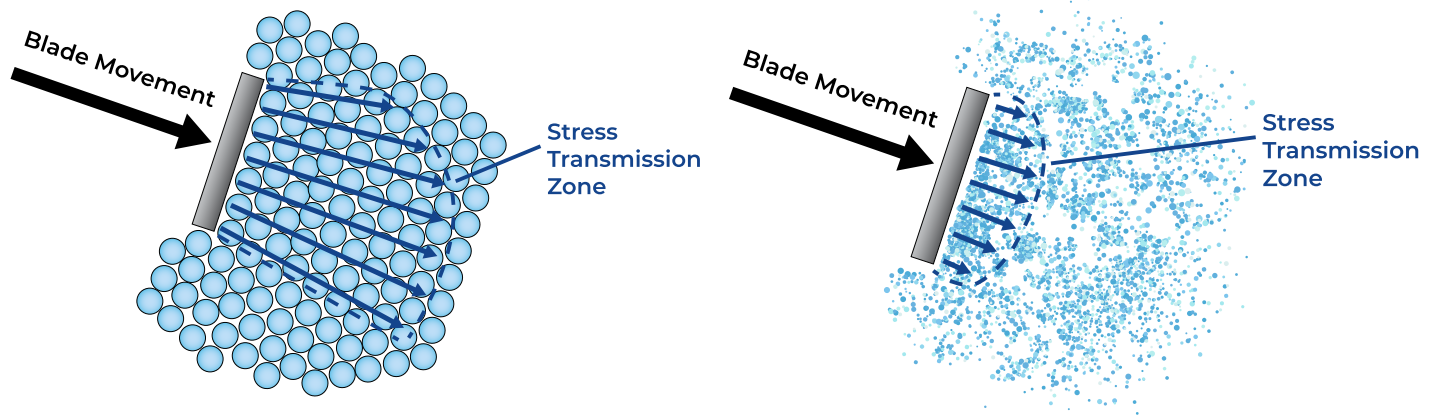 Blade Movement
Stress
Transmission
Zone
Blade Movement
Stress
Transmission
Zone